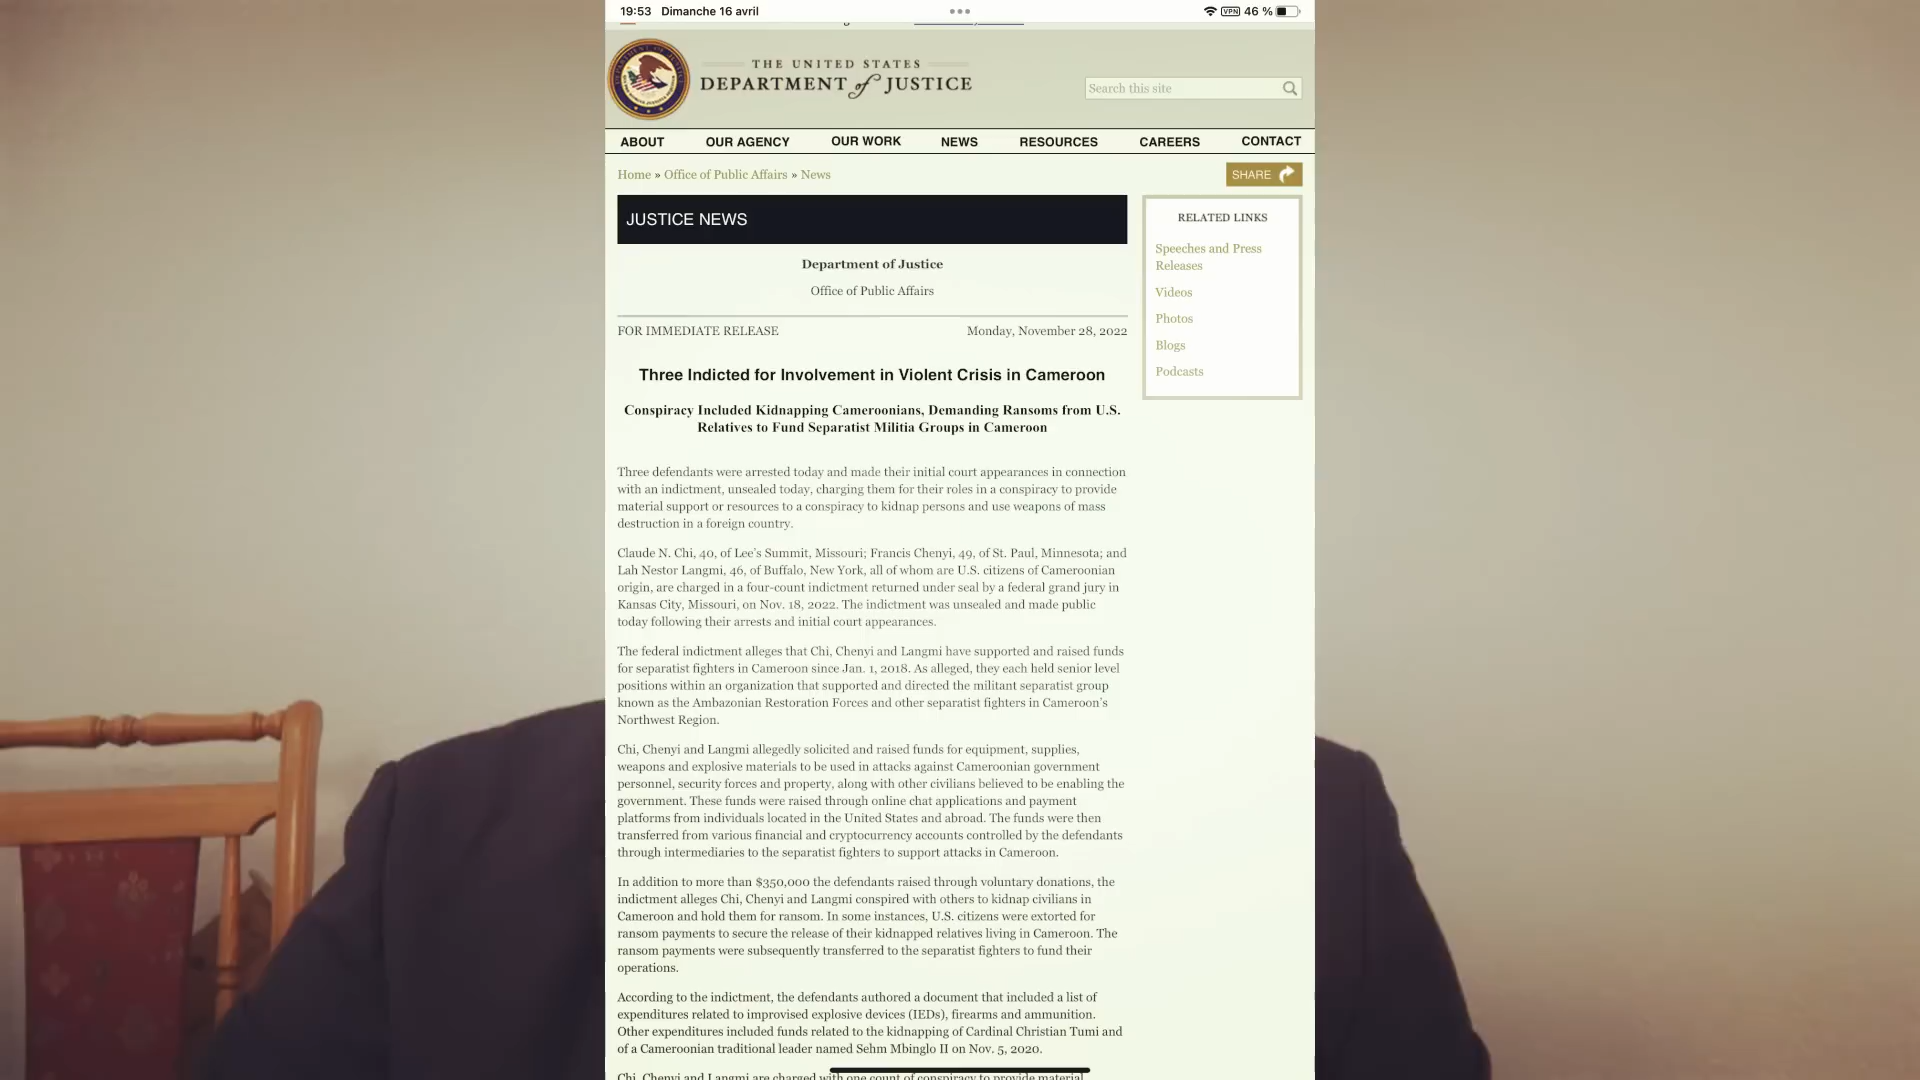 19:53 Dimanche 16 avril
VPN 46 %
THE UNITED STATES
DEPARTMENT of JUSTICE
Search this site
ABOUT OUR AGENCY OUR WORK NEWS RESOURCES CAREERS CONTACT
Home » Office of Public Affairs » News
SHARE
JUSTICE NEWS
Department of Justice
Office of Public Affairs
FOR IMMEDIATE RELEASE Monday, November 28, 2022
Three Indicted for Involvement in Violent Crisis in Cameroon
Conspiracy Included Kidnapping Cameroonians, Demanding Ransoms from U.S.
Relatives to Fund Separatist Militia Groups in Cameroon
Three defendants were arrested today and made their initial court appearances in connection
with an indictment, unsealed today, charging them for their roles in a conspiracy to provide
material support or resources to a conspiracy to kidnap persons and use weapons of mass
destruction in a foreign country.
Claude N. Chi, 40, of Lee's Summit, Missouri; Francis Chenyi, 49, of St. Paul, Minnesota; and
Lah Nestor Langmi, 46, of Buffalo, New York, all of whom are U.S. citizens of Cameroonian
origin, are charged in a four-count indictment returned under seal by a federal grand jury in
Kansas City, Missouri, on Nov. 18, 2022. The indictment was unsealed and made public
today following their arrests and initial court appearances.
The federal indictment alleges that Chi, Chenyi and Langmi have supported and raised funds
for separatist fighters in Cameroon since Jan. 1, 2018. As alleged, they each held senior level
positions within an organization that supported and directed the militant separatist group
known as the Ambazonian Restoration Forces and other separatist fighters in Cameroon's
Northwest Region.
Chi, Chenyi and Langmi allegedly solicited and raised funds for equipment, supplies,
weapons and explosive materials to be used in attacks against Cameroonian government
personnel, security forces and property, along with other civilians believed to be enabling the
government. These funds were raised through online chat applications and payment
platforms from individuals located in the United States and abroad. The funds were then
transferred from various financial and cryptocurrency accounts controlled by the defendants
through intermediaries to the separatist fighters to support attacks in Cameroon.
In addition to more than $350,000 the defendants raised through voluntary donations, the
indictment alleges Chi, Chenyi and Langmi conspired with others to kidnap civilians in
Cameroon and hold them for ransom. In some instances, U.S. citizens were extorted for
ransom payments to secure the release of their kidnapped relatives living in Cameroon. The
ransom payments were subsequently transferred to the separatist fighters to fund their
operations.
According to the indictment, the defendants authored a document that included a list of
expenditures related to improvised explosive devices (IEDs), firearms and ammunition.
Other expenditures included funds related to the kidnapping of Cardinal Christian Tumi and
of a Cameroonian traditional leader named Sehm Mbinglo II on Nov. 5, 2020.
Chi, Chenyi and Langmi are charged with one count of conspiracy to provide material
RELATED LINKS
Speeches and Press
Releases
Videos
Photos
Blogs
Podcasts